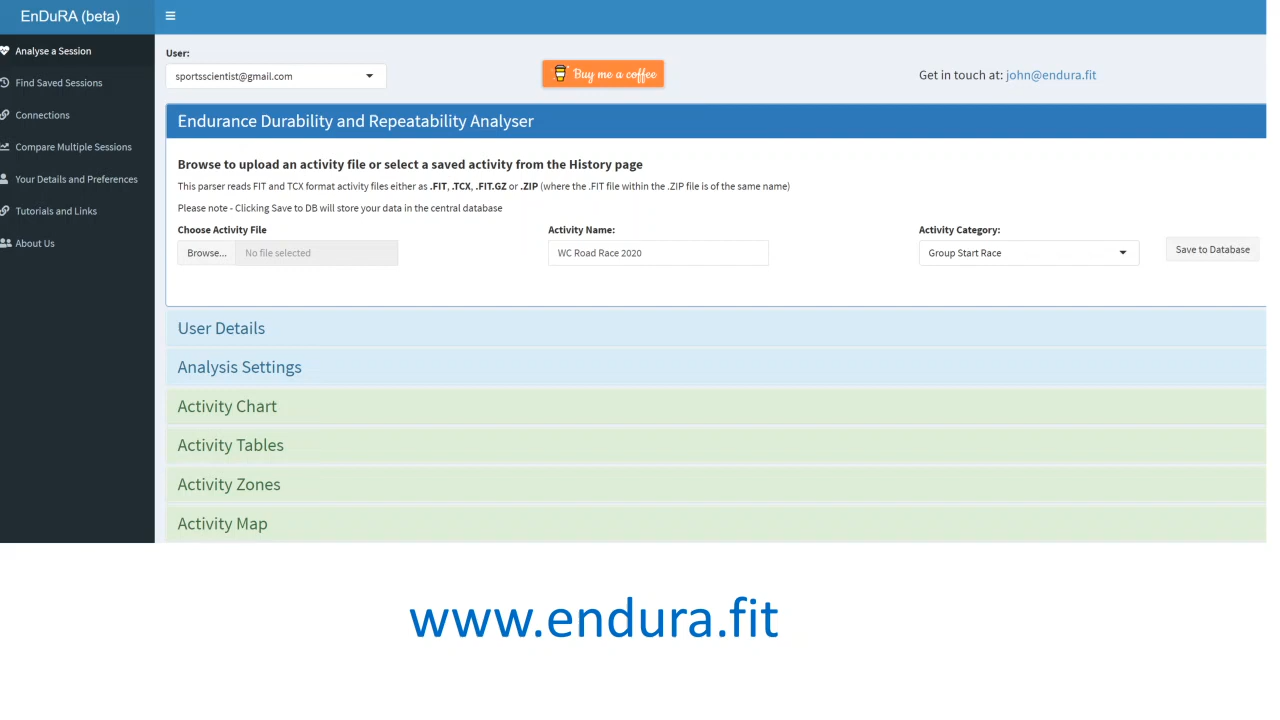 EnDuRA (beta)
Analyse a Session
Find Saved Sessions
Connections
Compare Multiple Sessions
Your Details and Preferences
Tutorials and Links
About Us
User:
sportsscientist@gmail.com
Buy me a coffee
Get in touch at: john@endura.fit
Endurance Durability and Repeatability Analyser
Browse to upload an activity file or select a saved activity from the History page
This parser reads FIT and TCX format activity files either as .FIT, .TCX, .FIT.GZ or .ZIP (where the .FIT file within the .ZIP file is of the same name)
Please note - Clicking Save to DB will store your data in the central database
Choose Activity File
Browse... No file selected
Activity Name:
WC Road Race 2020
Activity Category:
Group Start Race
Save to Database
User Details
Analysis Settings
Activity Chart
Activity Tables
Activity Zones
Activity Map
www.endura.fit